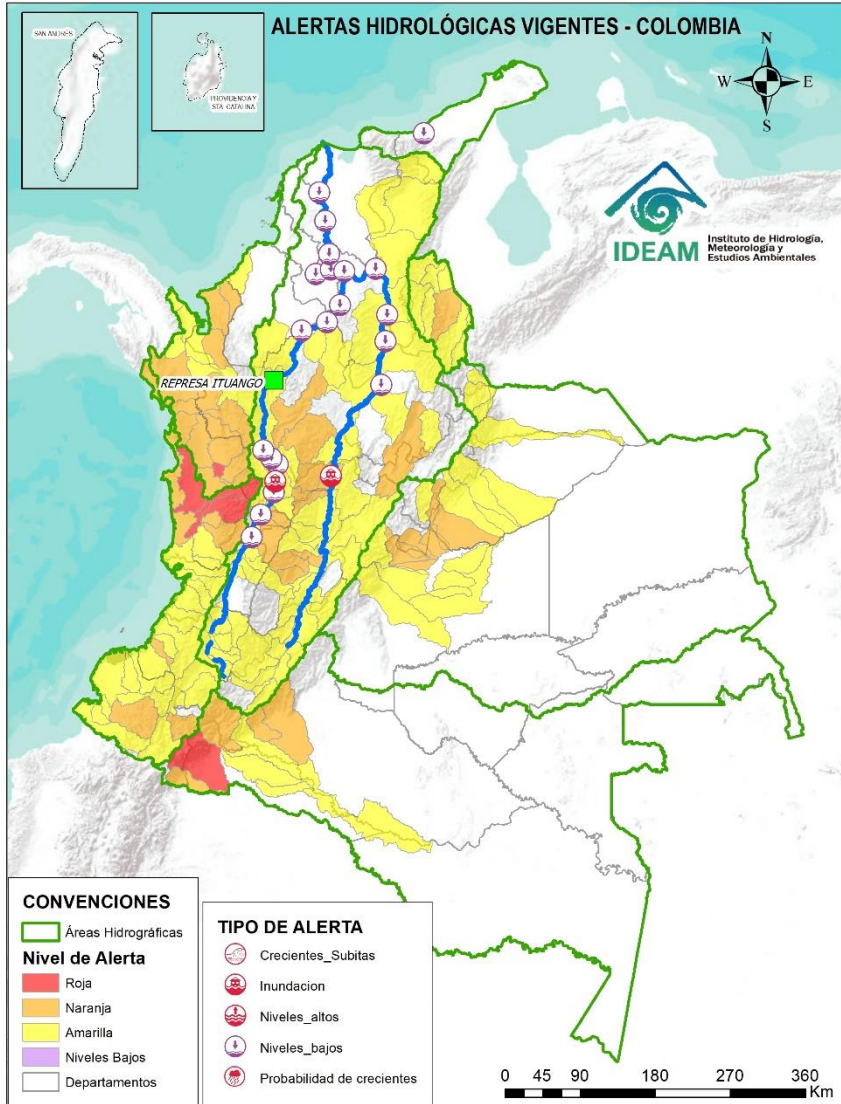 ALERTAS HIDROLÓGICAS VIGENTES - COLOMBIA
SAN ANDRES
PROVIDENCIA Y
STA. CATALINA
N
W
E
S
IDEAM
Instituto de Hidrología,
Meteorología y
Estudios Ambientales
REPRESA ITUANGO
CONVENCIONES
Áreas Hidrográficas
Nivel de Alerta
Roja
Naranja
Amarilla
Niveles Bajos
Departamentos
TIPO DE ALERTA
Crecientes_Subitas
Inundacion
Niveles_altos
Niveles_bajos
Probabilidad de crecientes
0 45 90 180 270 360
Km